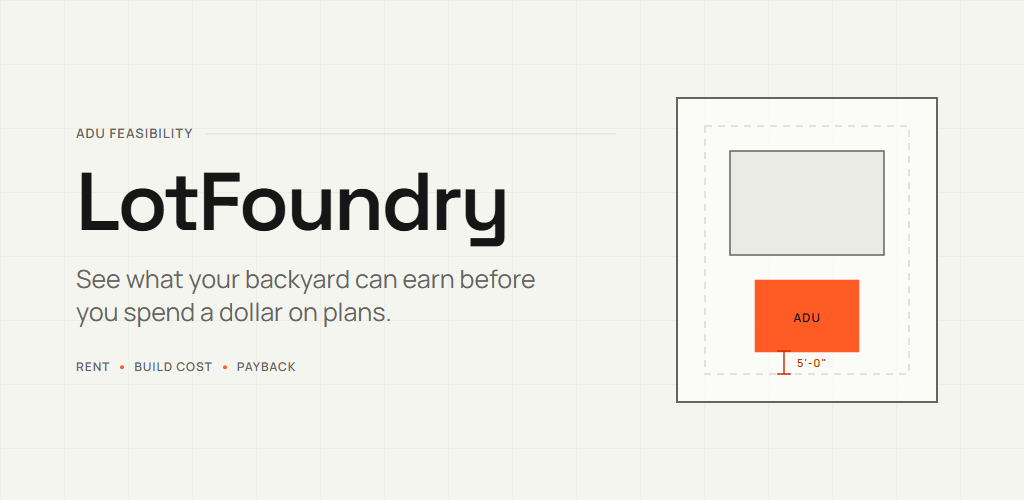 ADU FEASIBILITY
LotFoundry
See what your backyard can earn before
you spend a dollar on plans.
RENT • BUILD COST • PAYBACK
ADU
5'-0"